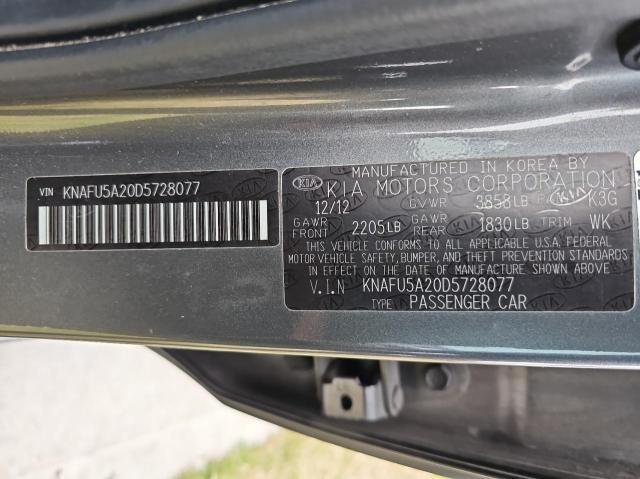 VIN KNAFU5A20D5728077
MANUFACTURED IN KOREA BY
KIA KIA MOTORS CORPORATION
12/12 GVWR 3858LB K3G
GAWR FRONT 2205LB GAWR REAR 1830LB TRIM WK
THIS VEHICLE CONFORMS TO ALL APPLICABLE U.S.A. FEDERAL
MOTOR VEHICLE SAFETY, BUMPER, AND THEFT PREVENTION STANDARDS
IN EFFECT ON THE DATE OF MANUFACTURE SHOWN ABOVE.
V.I.N KNAFU5A20D5728077
TYPE PASSENGER CAR